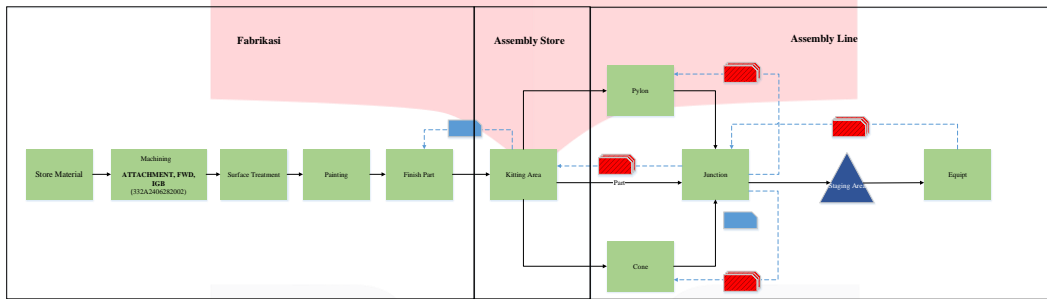 Fabrikasi
Assembly Store
Assembly Line
Pylon
Store Material
Machining
ATTACHMENT, FWD,
IGB
(332A2406282002)
Surface Treatment
Painting
Finish Part
Kitting Area
Part
Junction
Staging Area
Equipt
Cone